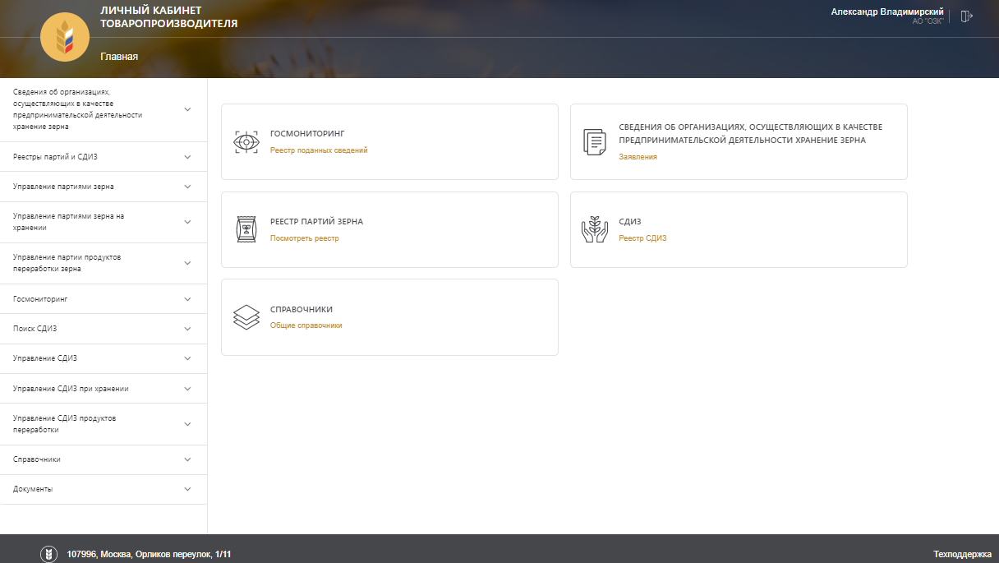 ЛИЧНЫЙ КАБИНЕТ
ТОВАРОПРОИЗВОДИТЕЛЯ
Александр Владимирский
АО "ОЗК"
Главная
Сведения об организациях,
осуществляющих в качестве
предпринимательской деятельности
хранение зерна
Реестры партий и СДИЗ
Управление партиями зерна
Управление партиями зерна на
хранении
Управление партии продуктов
переработки зерна
Госмониторинг
Поиск СДИЗ
Управление СДИЗ
Управление СДИЗ при хранении
Управление СДИЗ продуктов
переработки
Справочники
Документы
ГОСМОНИТОРИНГ
Реестр поданных сведений
СВЕДЕНИЯ ОБ ОРГАНИЗАЦИЯХ, ОСУЩЕСТВЛЯЮЩИХ В КАЧЕСТВЕ
ПРЕДПРИНИМАТЕЛЬСКОЙ ДЕЯТЕЛЬНОСТИ ХРАНЕНИЕ ЗЕРНА
Заявления
РЕЕСТР ПАРТИЙ ЗЕРНА
Посмотреть реестр
СДИЗ
Реестр СДИЗ
СПРАВОЧНИКИ
Общие справочники
107996, Москва, Орликов переулок, 1/11
Техподдержка